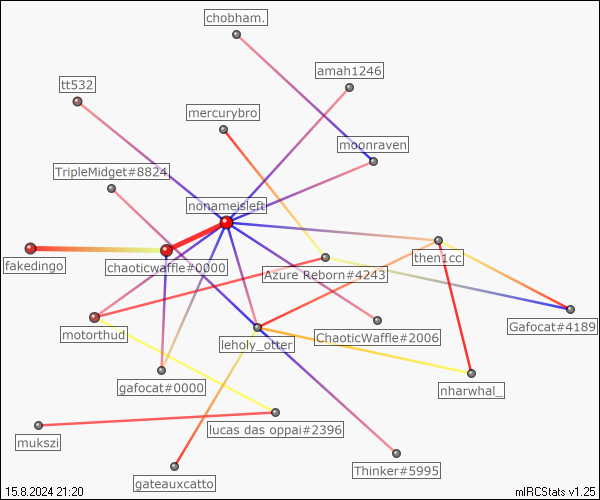 chobham.
amah1246
tt532
mercurybro
moonraven
TripleMidget#8824
nonameisleft
then1cc
fakedingo
chaoticwaffle#0000
Azure Reborn#4243
Gafocat#4189
motorthud
leholy_otter
ChaoticWaffle#2006
gafocat#0000
nharwhal_
lucas das oppai#2396
mukszi
Thinker#5995
gateauxcatto
15.8.2024 21:20
mIRCStats v1.25